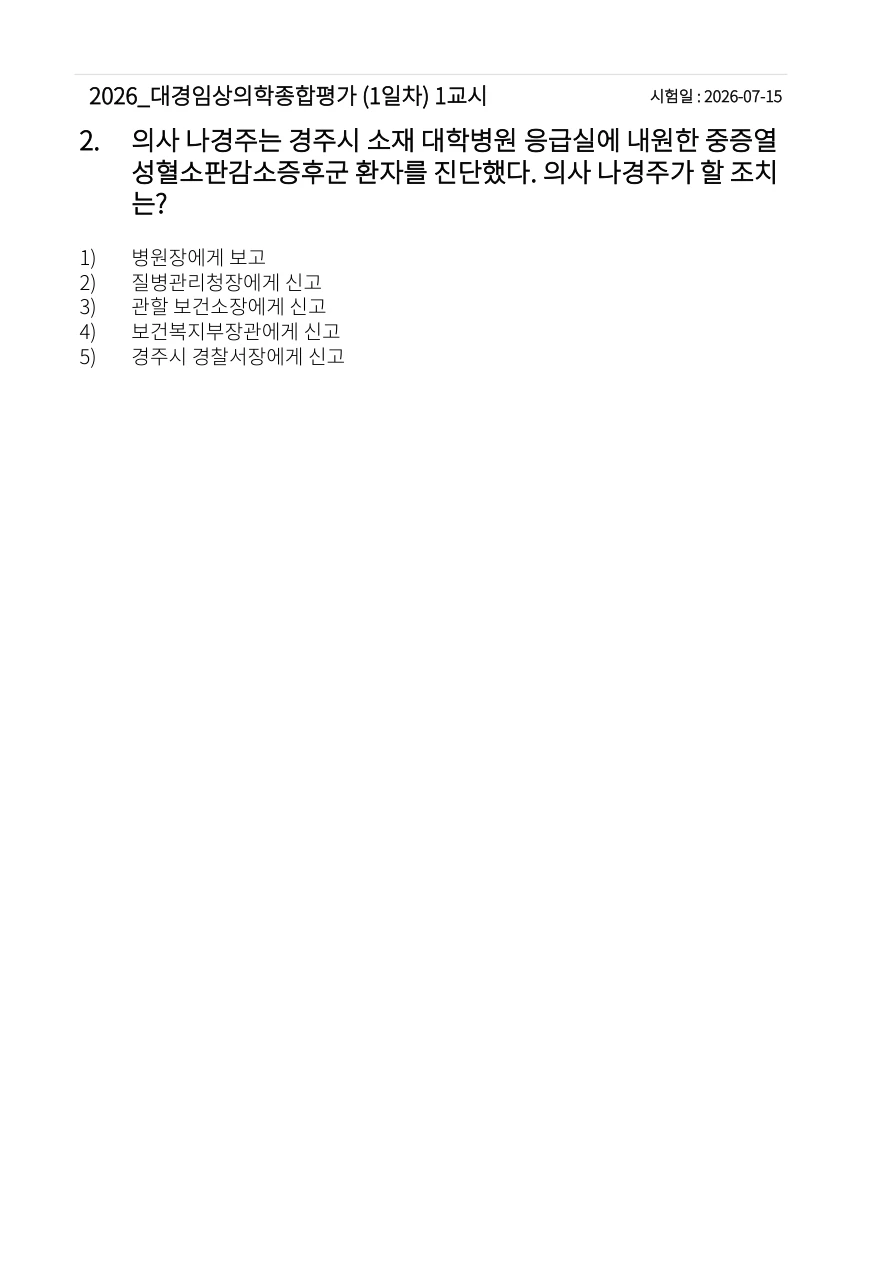 2026_대경임상의학종합평가 (1일차) 1교시 시험일 : 2026-07-15
2. 의사 나경주는 경주시 소재 대학병원 응급실에 내원한 중증열
성혈소판감소증후군 환자를 진단했다. 의사 나경주가 할 조치
는?
1) 병원장에게 보고
2) 질병관리청장에게 신고
3) 관할 보건소장에게 신고
4) 보건복지부장관에게 신고
5) 경주시 경찰서장에게 신고